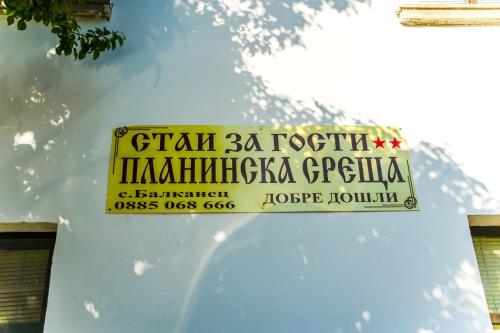 СТАИ ЗА ГОСТИ
ПЛАНИНСКА СРЕЩА
с. Балканец
0885 068 666 ДОБРЕ ДОШЛИ